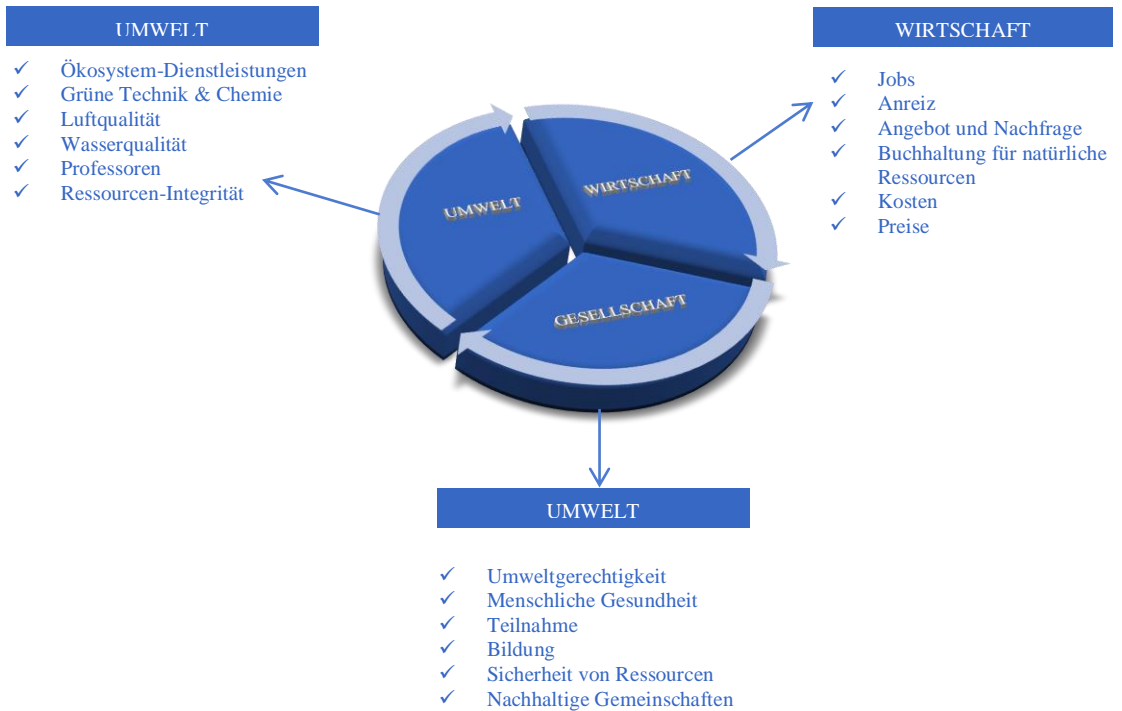 UMWELT
✓ Ökosystem-Dienstleistungen
✓ Grüne Technik & Chemie
✓ Luftqualität
✓ Wasserqualität
✓ Professoren
✓ Ressourcen-Integrität
WIRTSCHAFT
✓ Jobs
✓ Anreiz
✓ Angebot und Nachfrage
✓ Buchhaltung für natürliche
Ressourcen
✓ Kosten
✓ Preise
UMWELT
WIRTSCHAFT
GESELLSCHAFT
UMWELT
✓ Umweltgerechtigkeit
✓ Menschliche Gesundheit
✓ Teilnahme
✓ Bildung
✓ Sicherheit von Ressourcen
✓ Nachhaltige Gemeinschaften